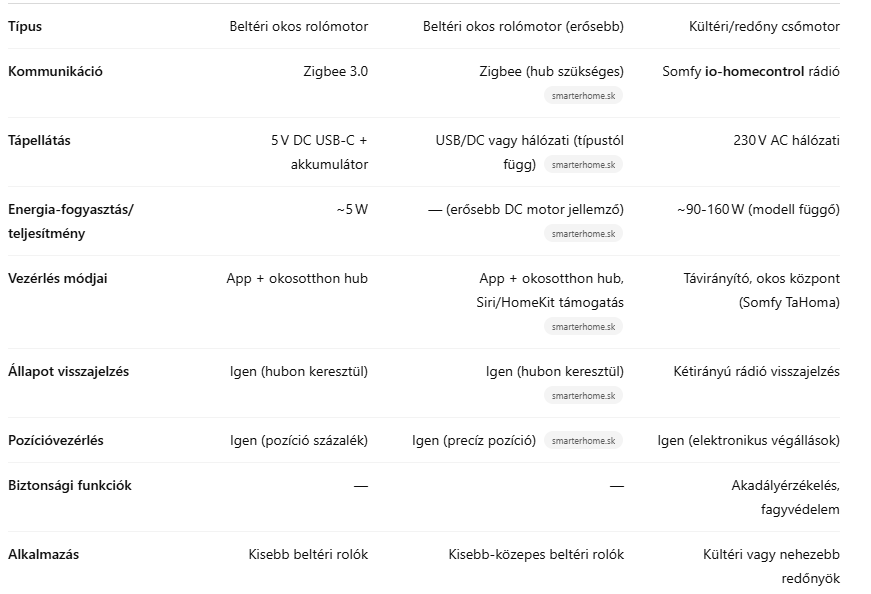 Típus Beltéri okos rolómotor Beltéri okos rolómotor (erősebb) Kültéri/redőny csőmotor
Kommunikáció Zigbee 3.0 Zigbee (hub szükséges) Somfy io-homecontrol rádió
smarterhome.sk
Tápellátás 5 V DC USB-C + USB/DC vagy hálózati (típustól 230 V AC hálózati
akkumulátor függ) smarterhome.sk
Energia-fogyasztás/ ~5 W — (erősebb DC motor jellemző) ~90-160 W (modell függő)
teljesítmény smarterhome.sk
Vezérlés módjai App + okosotthon hub App + okosotthon hub, Távirányító, okos központ
Siri/HomeKit támogatás (Somfy TaHoma)
smarterhome.sk
Állapot visszajelzés Igen (hubon keresztül) Igen (hubon keresztül) Kétirányú rádió visszajelzés
smarterhome.sk
Pozícióvezérlés Igen (pozíció százalék) Igen (precíz pozíció) smarterhome.sk Igen (elektronikus végállások)
Biztonsági funkciók — — Akadályérzékelés,
fagyvédelem
Alkalmazás Kisebb beltéri rolók Kisebb-közepes beltéri rolók Kültéri vagy nehezebb
redőnyök